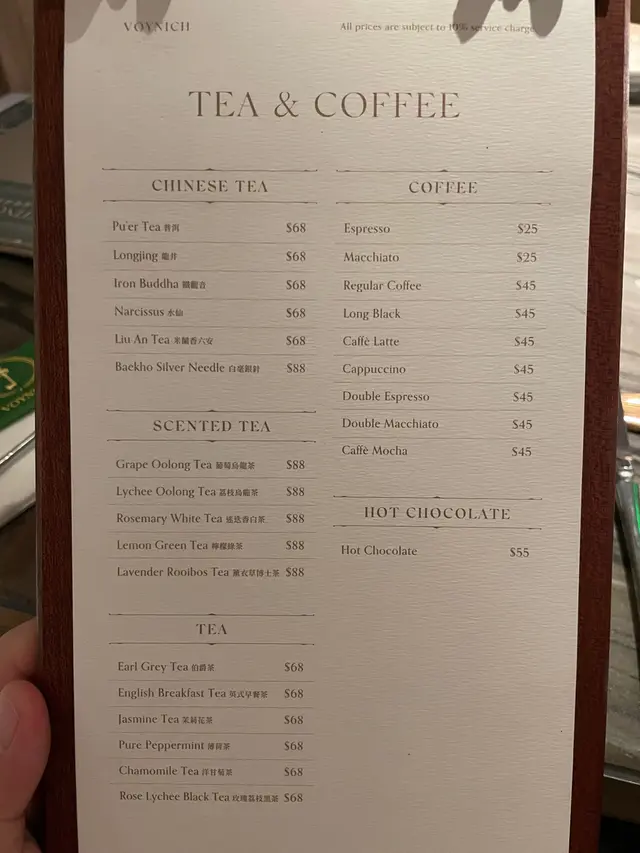 VOYNICH
All prices are subject to 10% service charge
TEA & COFFEE
CHINESE TEA
Pu'er Tea 普洱 $68
Longjing 龍井 $68
Iron Buddha 鐵觀音 $68
Narcissus 水仙 $68
Liu An Tea 米蘭香六安 $68
Baekho Silver Needle 白毫銀針 $88
SCENTED TEA
Grape Oolong Tea 葡萄烏龍茶 $88
Lychee Oolong Tea 荔枝烏龍茶 $88
Rosemary White Tea 迷迭香白茶 $88
Lemon Green Tea 檸檬綠茶 $88
Lavender Rooibos Tea 薰衣草博士茶 $88
TEA
Earl Grey Tea 伯爵茶 $68
English Breakfast Tea 英式早餐茶 $68
Jasmine Tea 茉莉花茶 $68
Pure Peppermint 薄荷茶 $68
Chamomile Tea 洋甘菊茶 $68
Rose Lychee Black Tea 玫瑰荔枝黑茶 $68
COFFEE
Espresso $25
Macchiato $25
Regular Coffee $45
Long Black $45
Caffè Latte $45
Cappuccino $45
Double Espresso $45
Double Macchiato $45
Caffè Mocha $45
HOT CHOCOLATE
Hot Chocolate $55